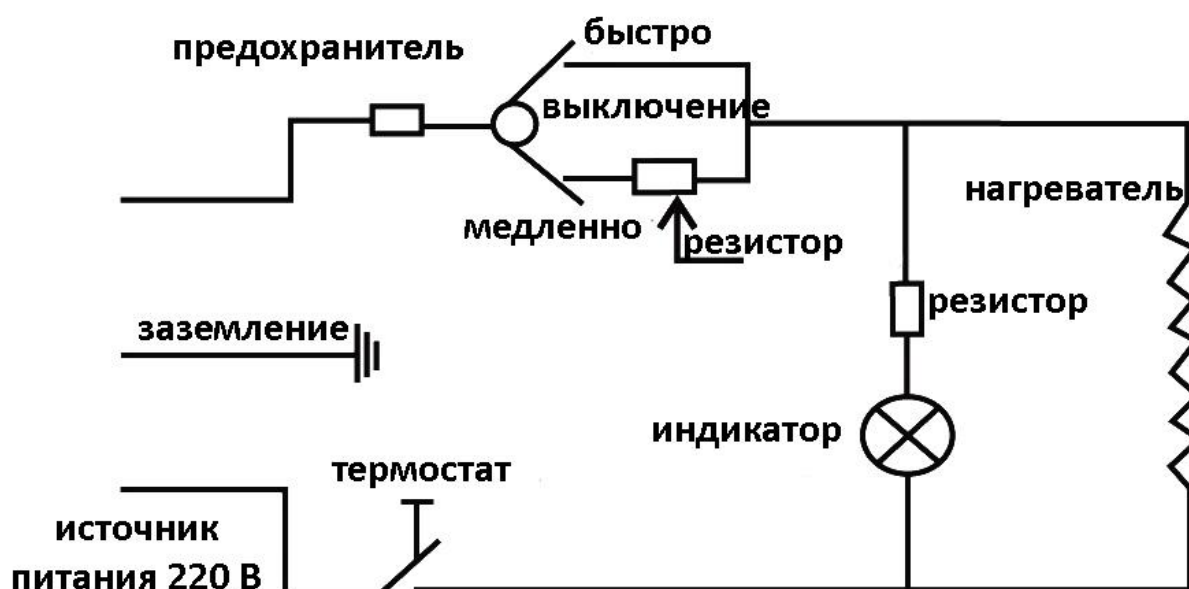 предохранитель
быстро
выключение
медленно
резистор
нагреватель
резистор
заземление
индикатор
термостат
источник
питания 220 В